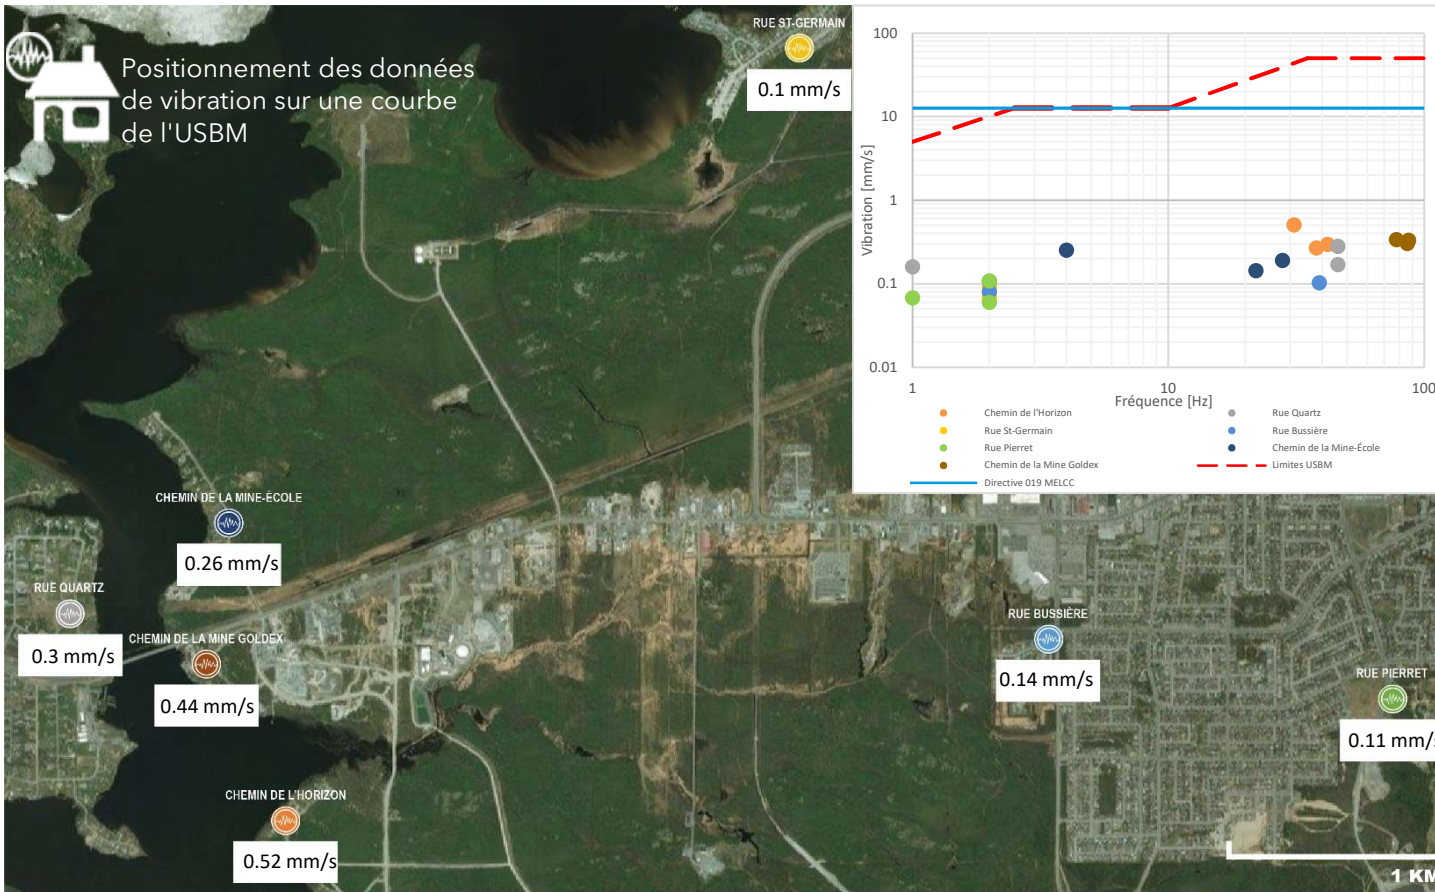 Positionnement des données
de vibration sur une courbe
de l'USBM
RUE ST-GERMAIN
0.1 mm/s
100
10
1
0.1
0.01
Vibration [mm/s]
1
10
100
Fréquence [Hz]
Chemin de l'Horizon
Rue Quartz
Rue St-Germain
Rue Bussière
Rue Pierret
Chemin de la Mine-École
Chemin de la Mine Goldex
Limites USBM
Directive 019 MELCC
CHEMIN DE LA MINE-ÉCOLE
0.26 mm/s
RUE QUARTZ
0.3 mm/s
CHEMIN DE LA MINE GOLDEX
0.44 mm/s
CHEMIN DE L'HORIZON
0.52 mm/s
RUE BUSSIÈRE
0.14 mm/s
RUE PIERRET
0.11 mm/s
1 KM